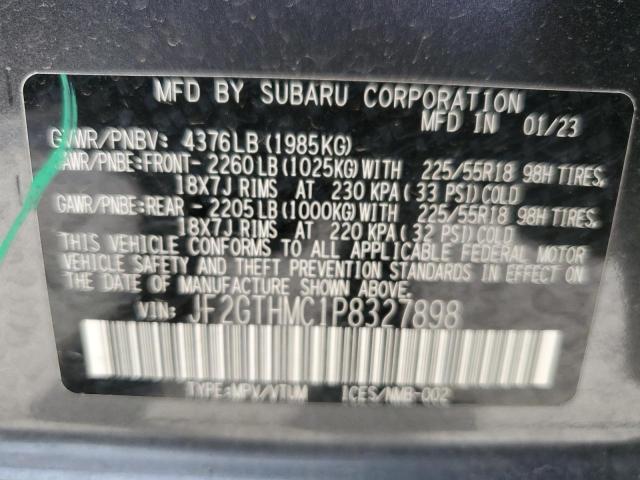 MFD BY SUBARU CORPORATION
MFD IN 01/23
GVWR/PNBV: 4376LB(1985KG)
GAWR/PNBE:FRONT- 2260LB(1025KG)WITH 225/55R18 98H TIRES,
18X7J RIMS AT 230 KPA(33 PSI)COLD
GAWR/PNBE:REAR - 2205LB(1000KG)WITH 225/55R18 98H TIRES,
18X7J RIMS AT 220 KPA(32 PSI)COLD
THIS VEHICLE CONFORMS TO ALL APPLICABLE FEDERAL MOTOR
VEHICLE SAFETY AND THEFT PREVENTION STANDARDS IN EFFECT ON
THE DATE OF MANUFACTURE SHOWN ABOVE.
VIN: JF2GTHMC1P8327898
TYPE:MPV/VTUM ICES/NMB-002